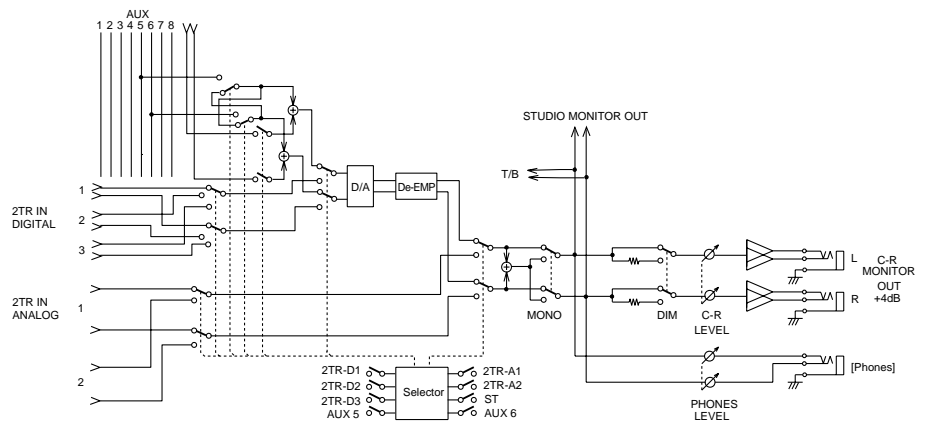 AUX
1 2 3 4 5 6 7 8
STUDIO MONITOR OUT
T/B
D/A
De-EMP
1
2TR IN
DIGITAL
2
3
2TR IN
ANALOG
1
2
MONO
DIM
C-R
LEVEL
L
R
C-R
MONITOR
OUT
+4dB
[Phones]
PHONES
LEVEL
2TR-D1
2TR-D2
2TR-D3
AUX 5
Selector
2TR-A1
2TR-A2
ST
AUX 6